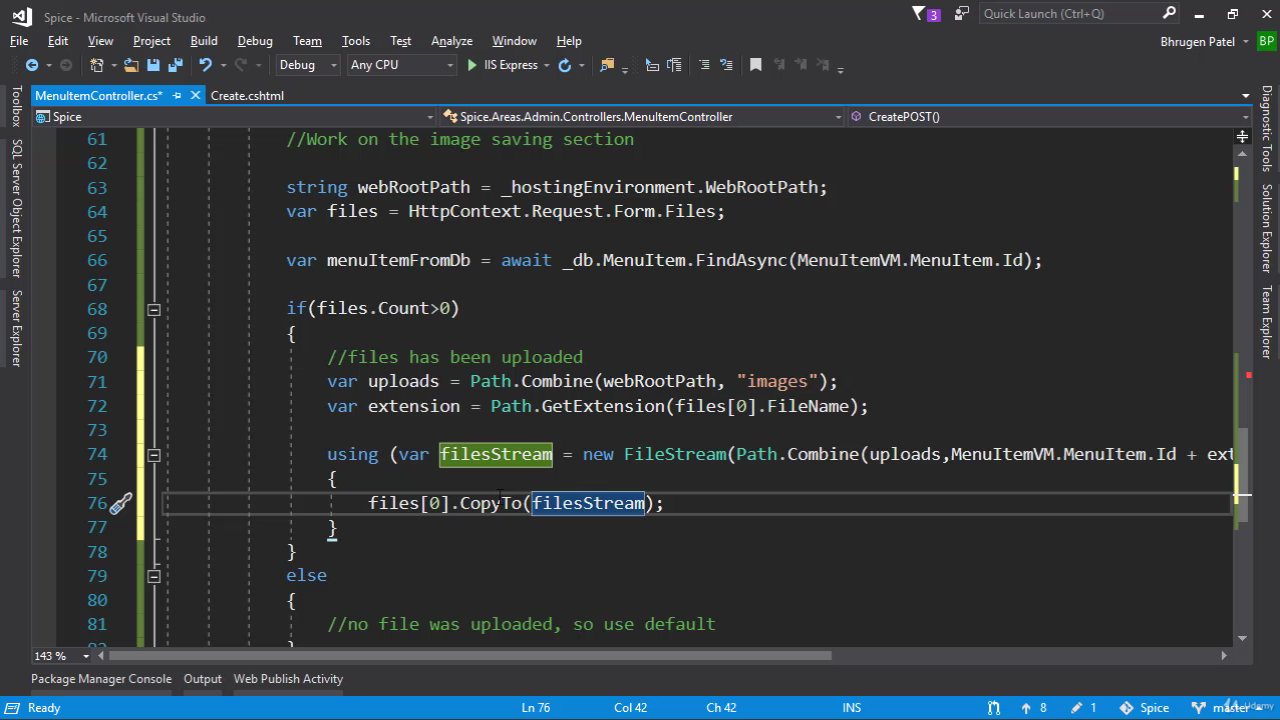 Spice - Microsoft Visual Studio
3
Quick Launch (Ctrl+Q)
File Edit View Project Build Debug Team Tools Test Analyze Window Help
Bhrugen Patel BP
Debug Any CPU IIS Express
MenuItemController.cs* Create.cshtml
Spice Spice.Areas.Admin.Controllers.MenuItemController CreatePOST()
Toolbox
SQL Server Object Explorer
Server Explorer
Diagnostic Tools
Solution Explorer
Team Explorer
61 //Work on the image saving section
62
63 string webRootPath = _hostingEnvironment.WebRootPath;
64 var files = HttpContext.Request.Form.Files;
65
66 var menuItemFromDb = await _db.MenuItem.FindAsync(MenuItemVM.MenuItem.Id);
67
68 if(files.Count>0)
69 {
70 //files has been uploaded
71 var uploads = Path.Combine(webRootPath, "images");
72 var extension = Path.GetExtension(files[0].FileName);
73
74 using (var filesStream = new FileStream(Path.Combine(uploads,MenuItemVM.MenuItem.Id + ext
75 {
76 files[0].CopyTo(filesStream);
77 }
78 }
79 else
80 {
81 //no file was uploaded, so use default
143 %
Package Manager Console Output Web Publish Activity
Ready Ln 76 Col 42 Ch 42 INS 8 1 Spice master
Udemy